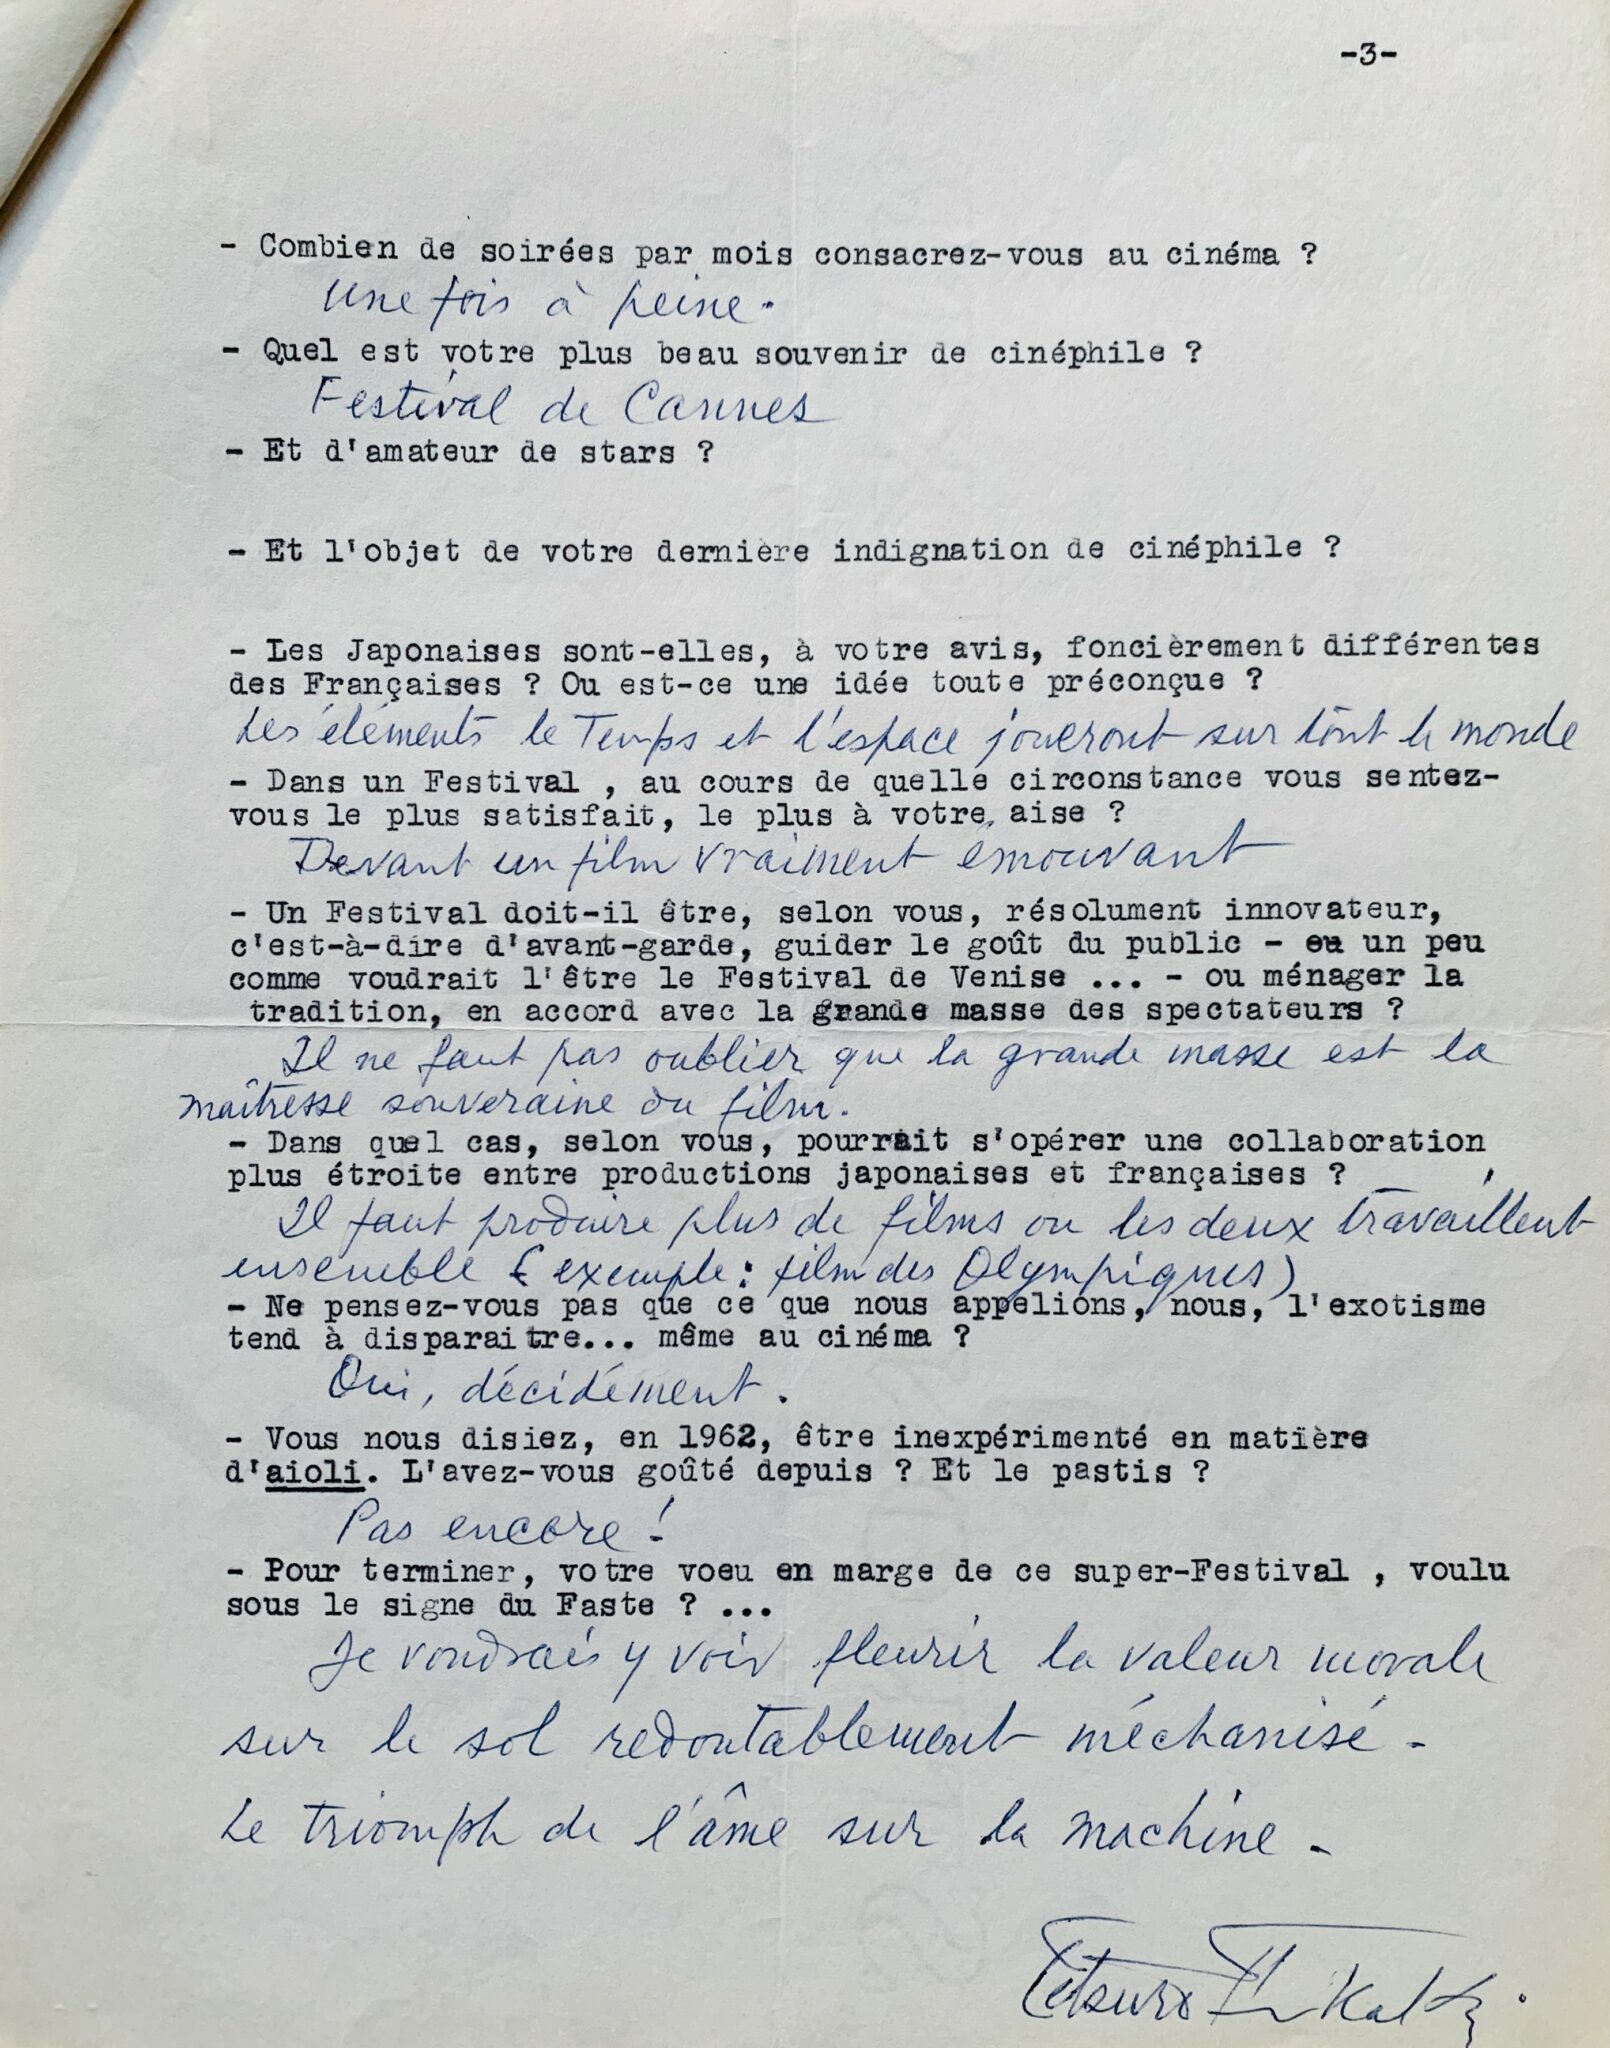 -3-
- Combien de soirées par mois consacrez-vous au cinéma ?
Une fois à peine.
- Quel est votre plus beau souvenir de cinéphile ?
Festival de Cannes
- Et d'amateur de stars ?
- Et l'objet de votre dernière indignation de cinéphile ?
- Les Japonaises sont-elles, à votre avis, foncièrement différentes
des Françaises ? Ou est-ce une idée toute préconçue ?
Les éléments le Temps et l'espace joueront sur tout le monde
- Dans un Festival , au cours de quelle circonstance vous sentez-
vous le plus satisfait, le plus à votre aise ?
Devant un film vraiment émouvant
- Un Festival doit-il être, selon vous, résolument innovateur,
c'est-à-dire d'avant-garde, guider le goût du public - ou un peu
comme voudrait l'être le Festival de Venise ... - ou ménager la
tradition, en accord avec la grande masse des spectateurs ?
Il ne faut pas oublier que la grande masse est la
maîtresse souveraine du film.
- Dans quel cas, selon vous, pourrait s'opérer une collaboration
plus étroite entre productions japonaises et françaises ?
Il faut produire plus de films ou les deux travaillent
ensemble (exemple: film des Olympiques)
- Ne pensez-vous pas que ce que nous appelions, nous, l'exotisme
tend à disparaitre... même au cinéma ?
Oui, décidément.
- Vous nous disiez, en 1962, être inexpérimenté en matière
d'aioli. L'avez-vous goûté depuis ? Et le pastis ?
Pas encore !
- Pour terminer, votre voeu en marge de ce super-Festival , voulu
sous le signe du Faste ? ...
Je voudrais y voir fleurir la valeur morale
sur le sol redoutablement méchanisé -
Le triomph de l'âme sur la machine -
Tetsuro